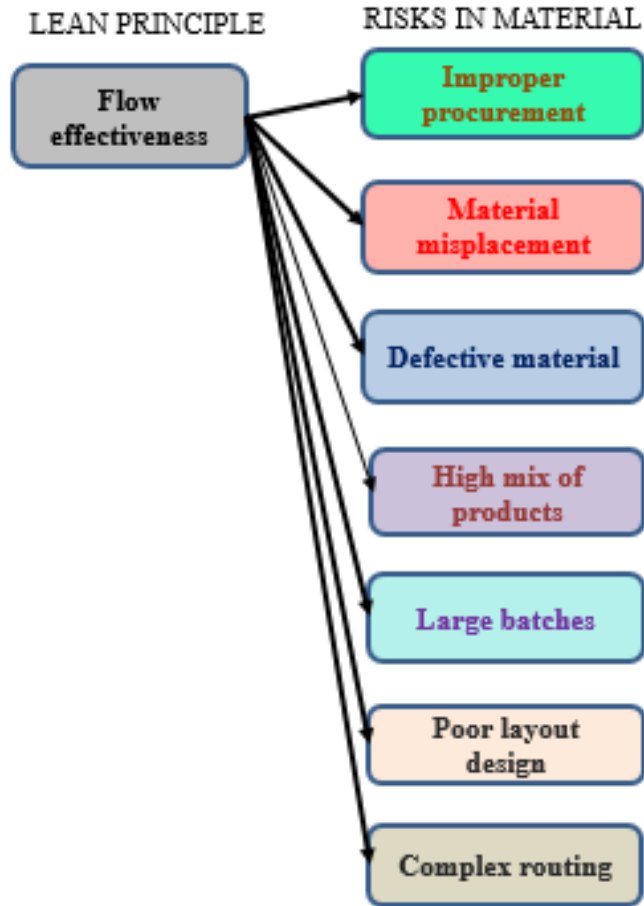 LEAN PRINCIPLE
RISKS IN MATERIAL
Flow
effectiveness
Improper
procurement
Material
misplacement
Defective material
High mix of
products
Large batches
Poor layout
design
Complex routing